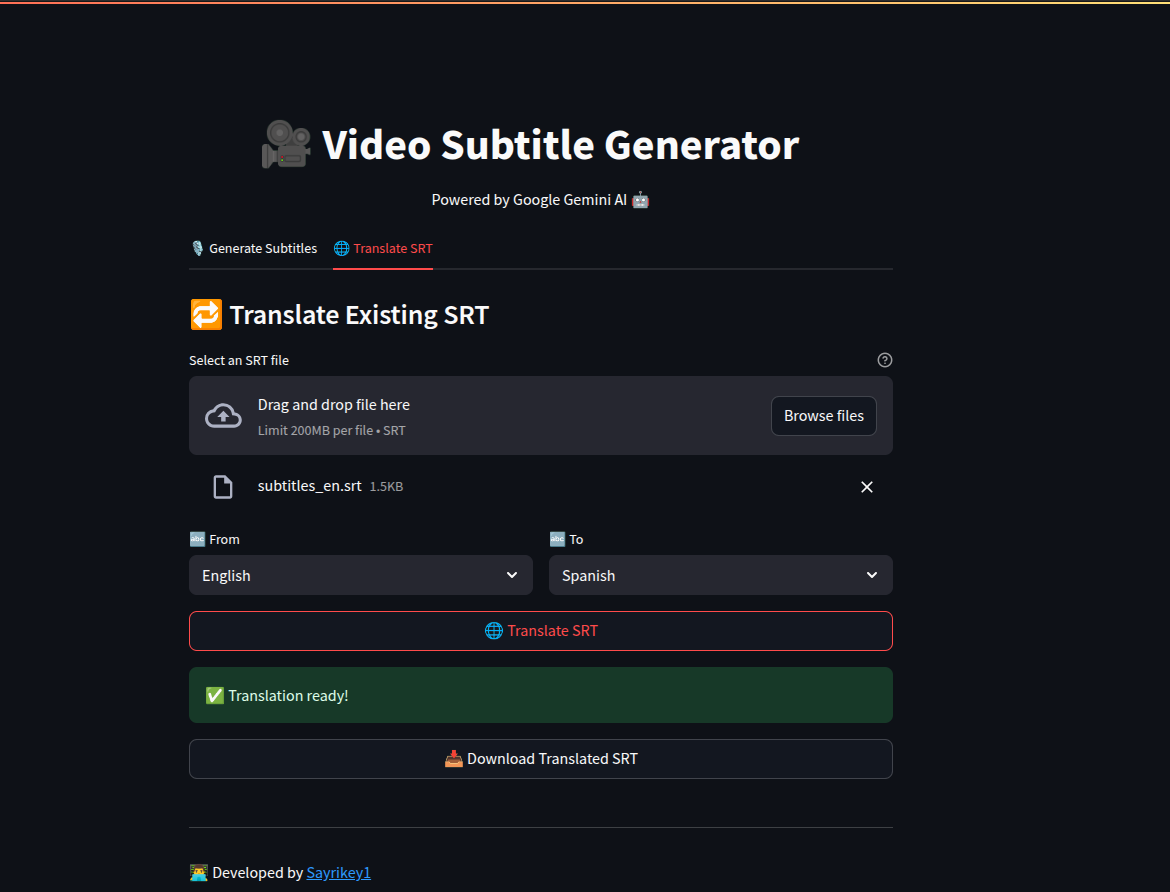 Video Subtitle Generator
Powered by Google Gemini AI
Generate Subtitles
Translate SRT
Translate Existing SRT
Select an SRT file
Drag and drop file here
Limit 200MB per file • SRT
Browse files
subtitles_en.srt 1.5KB
abc From
abc To
English
Spanish
Translate SRT
Translation ready!
Download Translated SRT
Developed by Sayrikey1